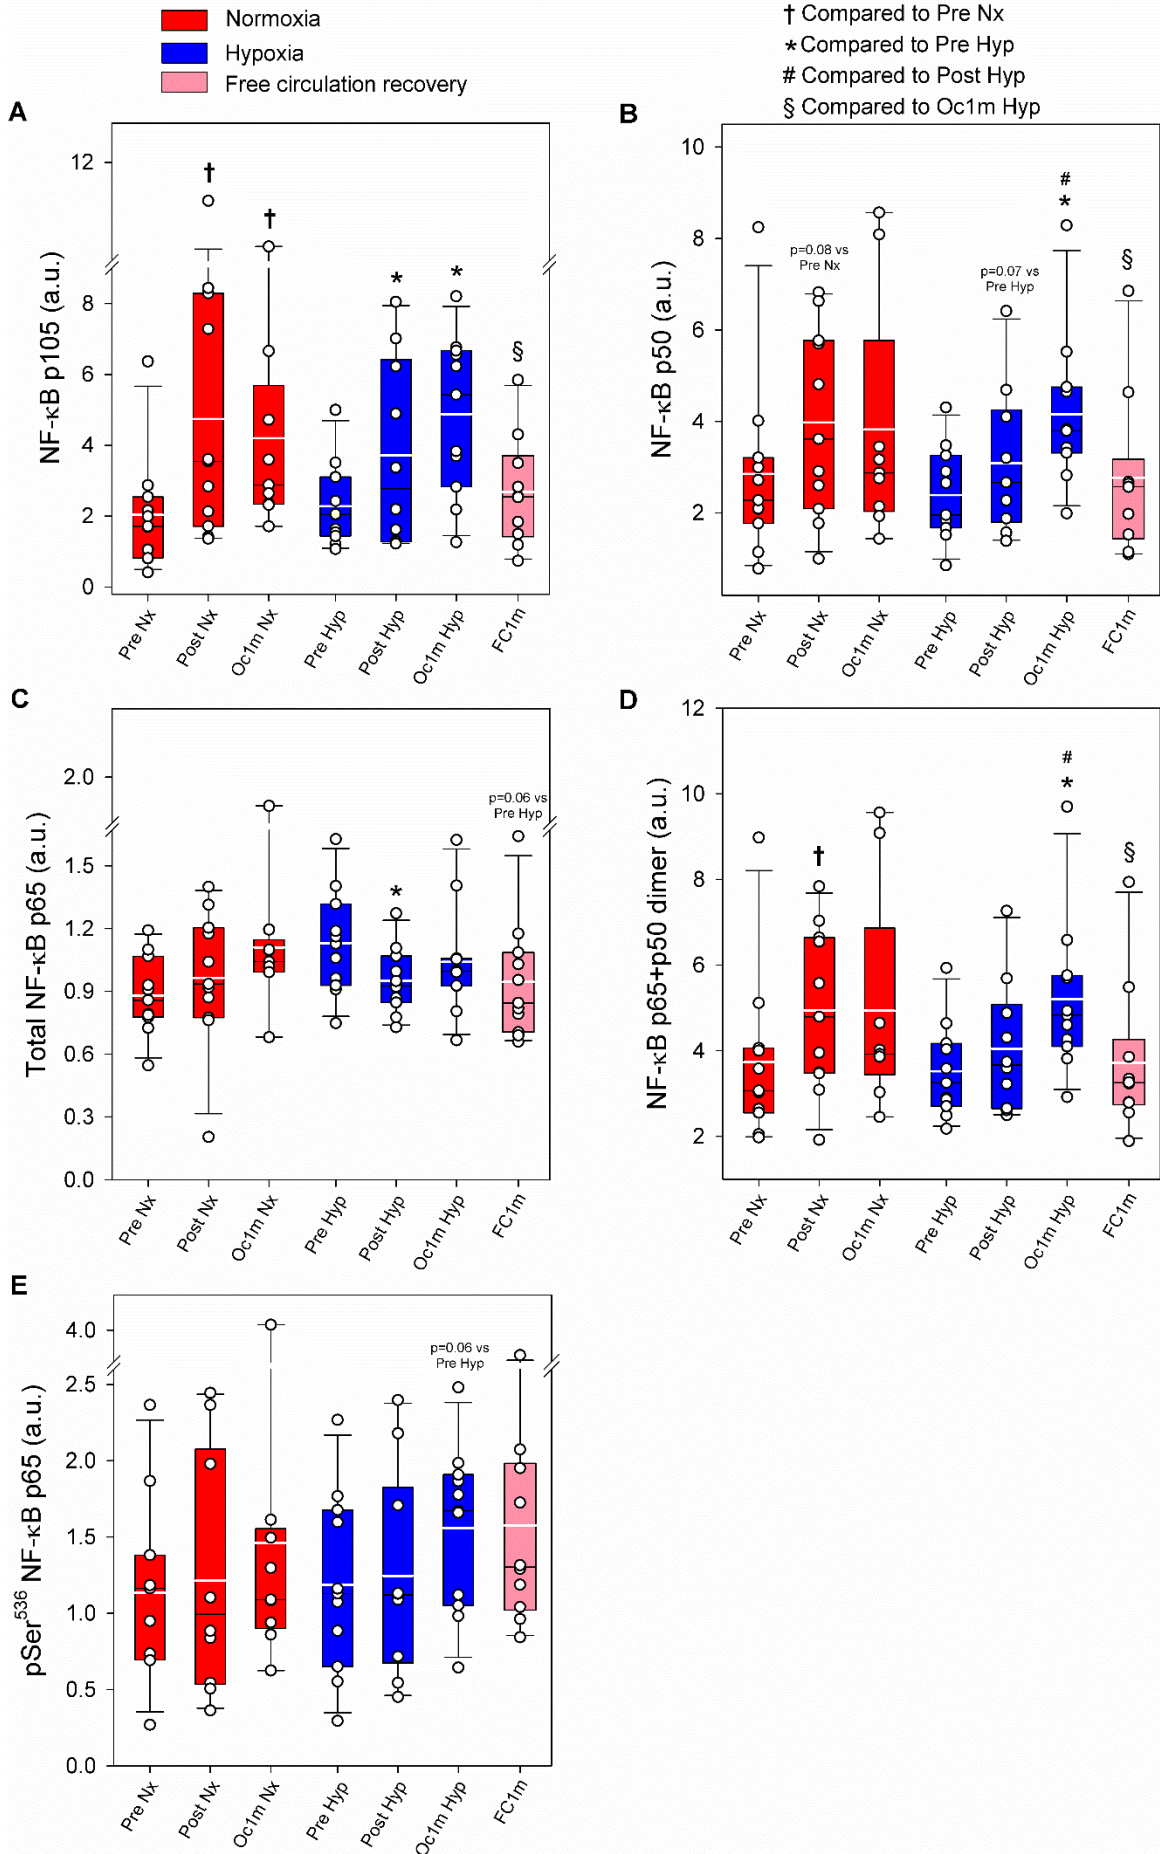 Normoxia
Hypoxia
Free circulation recovery
† Compared to Pre Nx
* Compared to Pre Hyp
# Compared to Post Hyp
§ Compared to Oc1m Hyp
A
NF-κB p105 (a.u.)
12
8
6
4
2
0
†
†
*
*
§
Pre Nx
Post Nx
Oc1m Nx
Pre Hyp
Post Hyp
Oc1m Hyp
FC1m
B
NF-κB p50 (a.u.)
10
8
6
4
2
p=0.08 vs
Pre Nx
p=0.07 vs
Pre Hyp
#
*
§
Pre Nx
Post Nx
Oc1m Nx
Pre Hyp
Post Hyp
Oc1m Hyp
FC1m
C
Total NF-κB p65 (a.u.)
2.0
1.5
1.2
0.9
0.6
0.3
0.0
*
p=0.06 vs
Pre Hyp
Pre Nx
Post Nx
Oc1m Nx
Pre Hyp
Post Hyp
Oc1m Hyp
FC1m
D
NF-κB p65+p50 dimer (a.u.)
12
10
8
6
4
2
†
#
*
§
Pre Nx
Post Nx
Oc1m Nx
Pre Hyp
Post Hyp
Oc1m Hyp
FC1m
E
pSer⁵³⁶ NF-κB p65 (a.u.)
4.0
2.5
2.0
1.5
1.0
0.5
0.0
p=0.06 vs
Pre Hyp
Pre Nx
Post Nx
Oc1m Nx
Pre Hyp
Post Hyp
Oc1m Hyp
FC1m